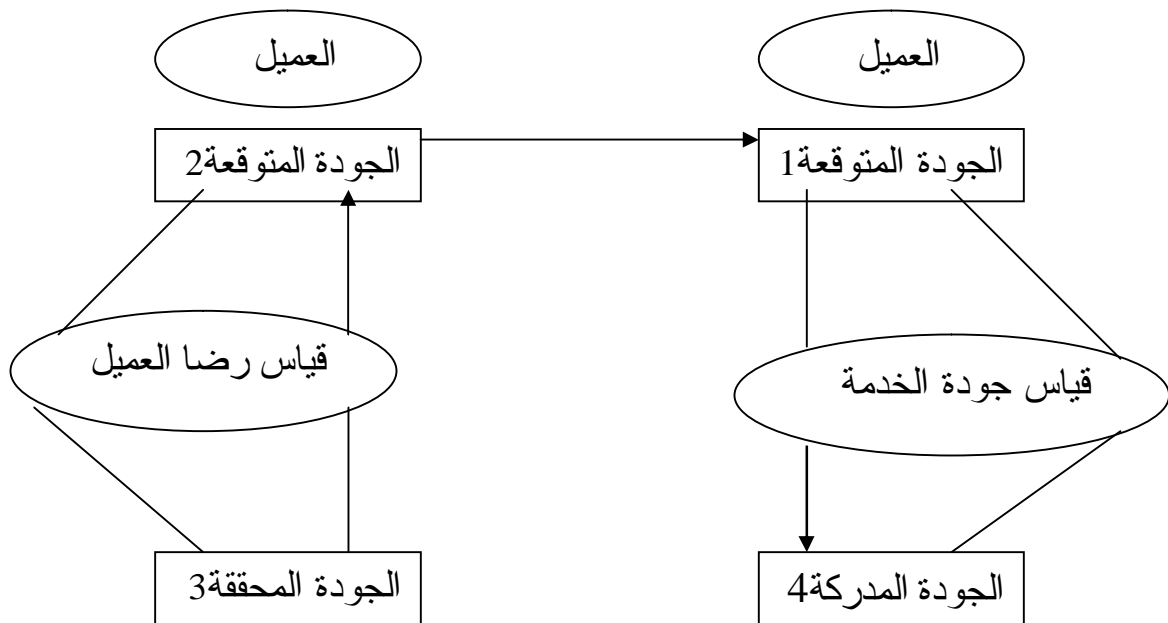 العميل
العميل
الجودة المتوقعة1
الجودة المتوقعة2
قياس جودة الخدمة
قياس رضا العميل
الجودة المدركة4
الجودة المحققة3